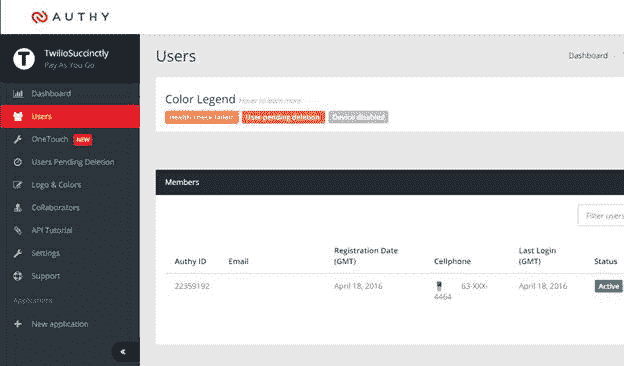 AUTHY
TwilioSuccinctly
Pay As You Go
Dashboard
Users
OneTouch NEW
Users Pending Deletion
Logo & Colors
Collaborators
API Tutorial
Settings
Support
Applications
New application
«
Users
Dashboard
Color Legend Hover to learn more
User pending deletion Device disabled
Members
Filter users
Authy ID Email Registration Date (GMT) Cellphone Last Login (GMT) Status
22359192 April 18, 2016 63-XXX-4464 April 18, 2016 Active